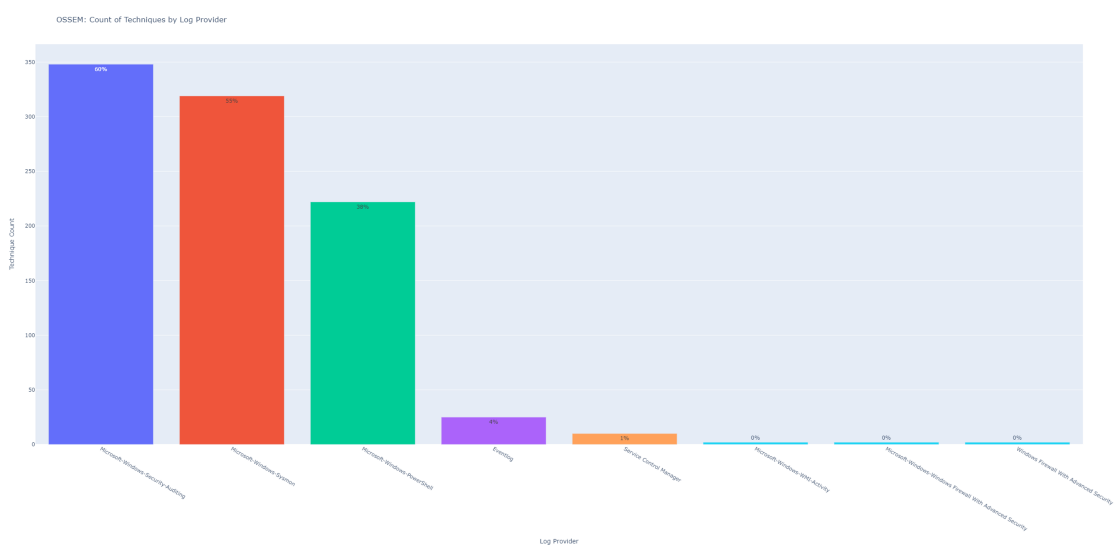 OSSEM: Count of Techniques by Log Provider
Technique Count
350
300
250
200
150
100
50
0
60%
55%
38%
4%
1%
0%
0%
0%
Microsoft-Windows-Security-Auditing
Microsoft-Windows-Sysmon
Microsoft-Windows-PowerShell
Eventlog
Service Control Manager
Microsoft-Windows-WMI-Activity
Microsoft-Windows-Windows Firewall With Advanced Security
Windows Firewall With Advanced Security
Log Provider